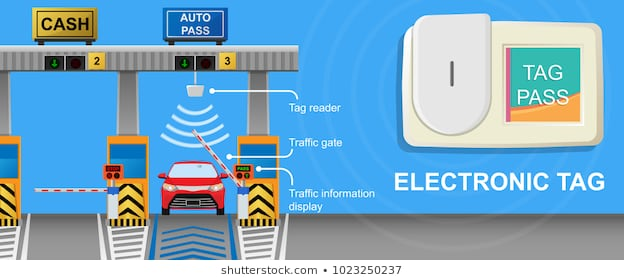 CASH
AUTO
PASS
2
3
Tag reader
Traffic gate
PASS
Traffic information
display
TAG
PASS
ELECTRONIC TAG
shutterstock.com • 1023250237